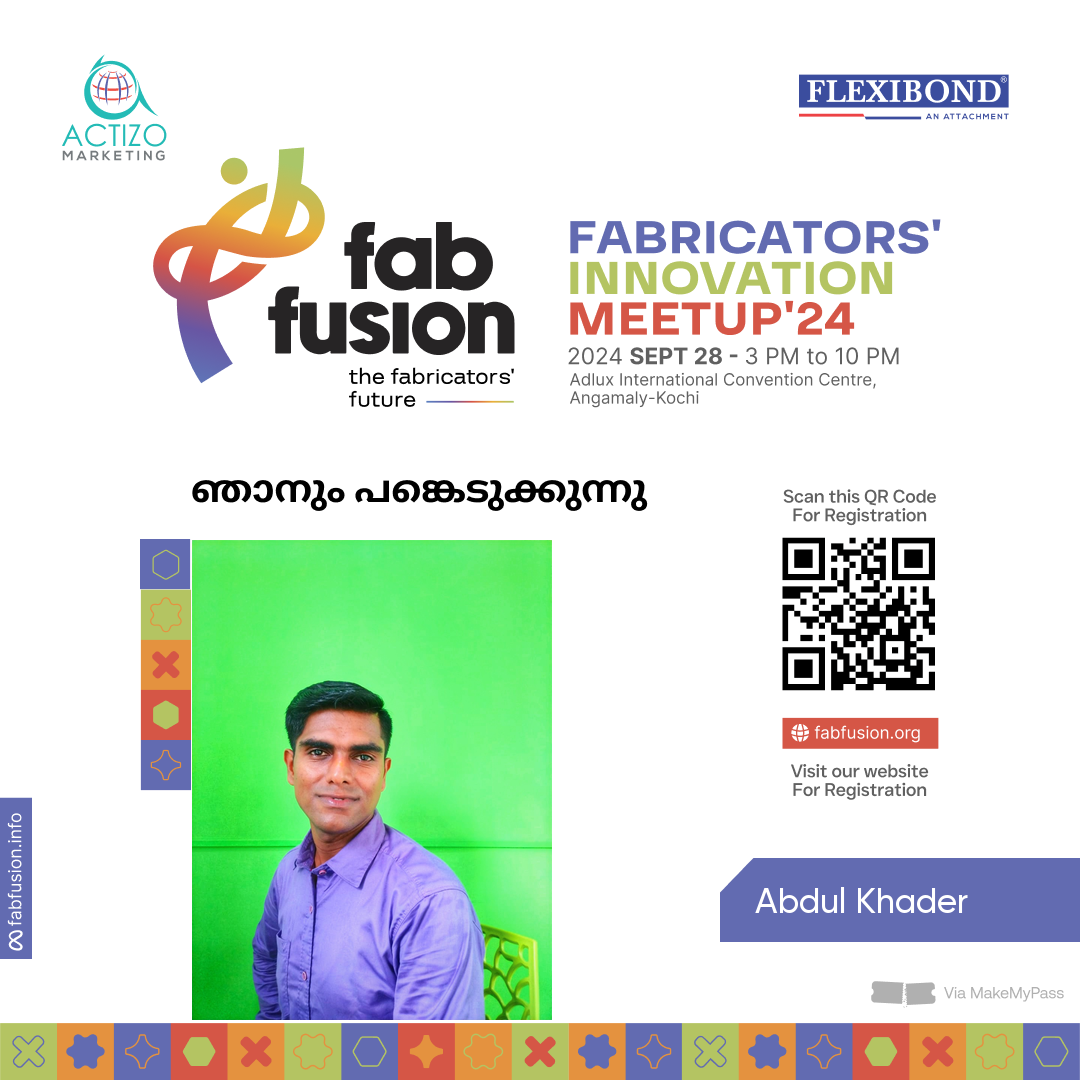 ACTIZO
MARKETING
FLEXIBOND®
AN ATTACHMENT
fab
fusion
the fabricators'
future
FABRICATORS'
INNOVATION
MEETUP'24
2024 SEPT 28 - 3 PM to 10 PM
Adlux International Convention Centre,
Angamaly-Kochi
ഞാനും പങ്കെടുക്കുന്നു
Scan this QR Code
For Registration
fabfusion.org
Visit our website
For Registration
fabfusion.info
Abdul Khader
Via MakeMyPass